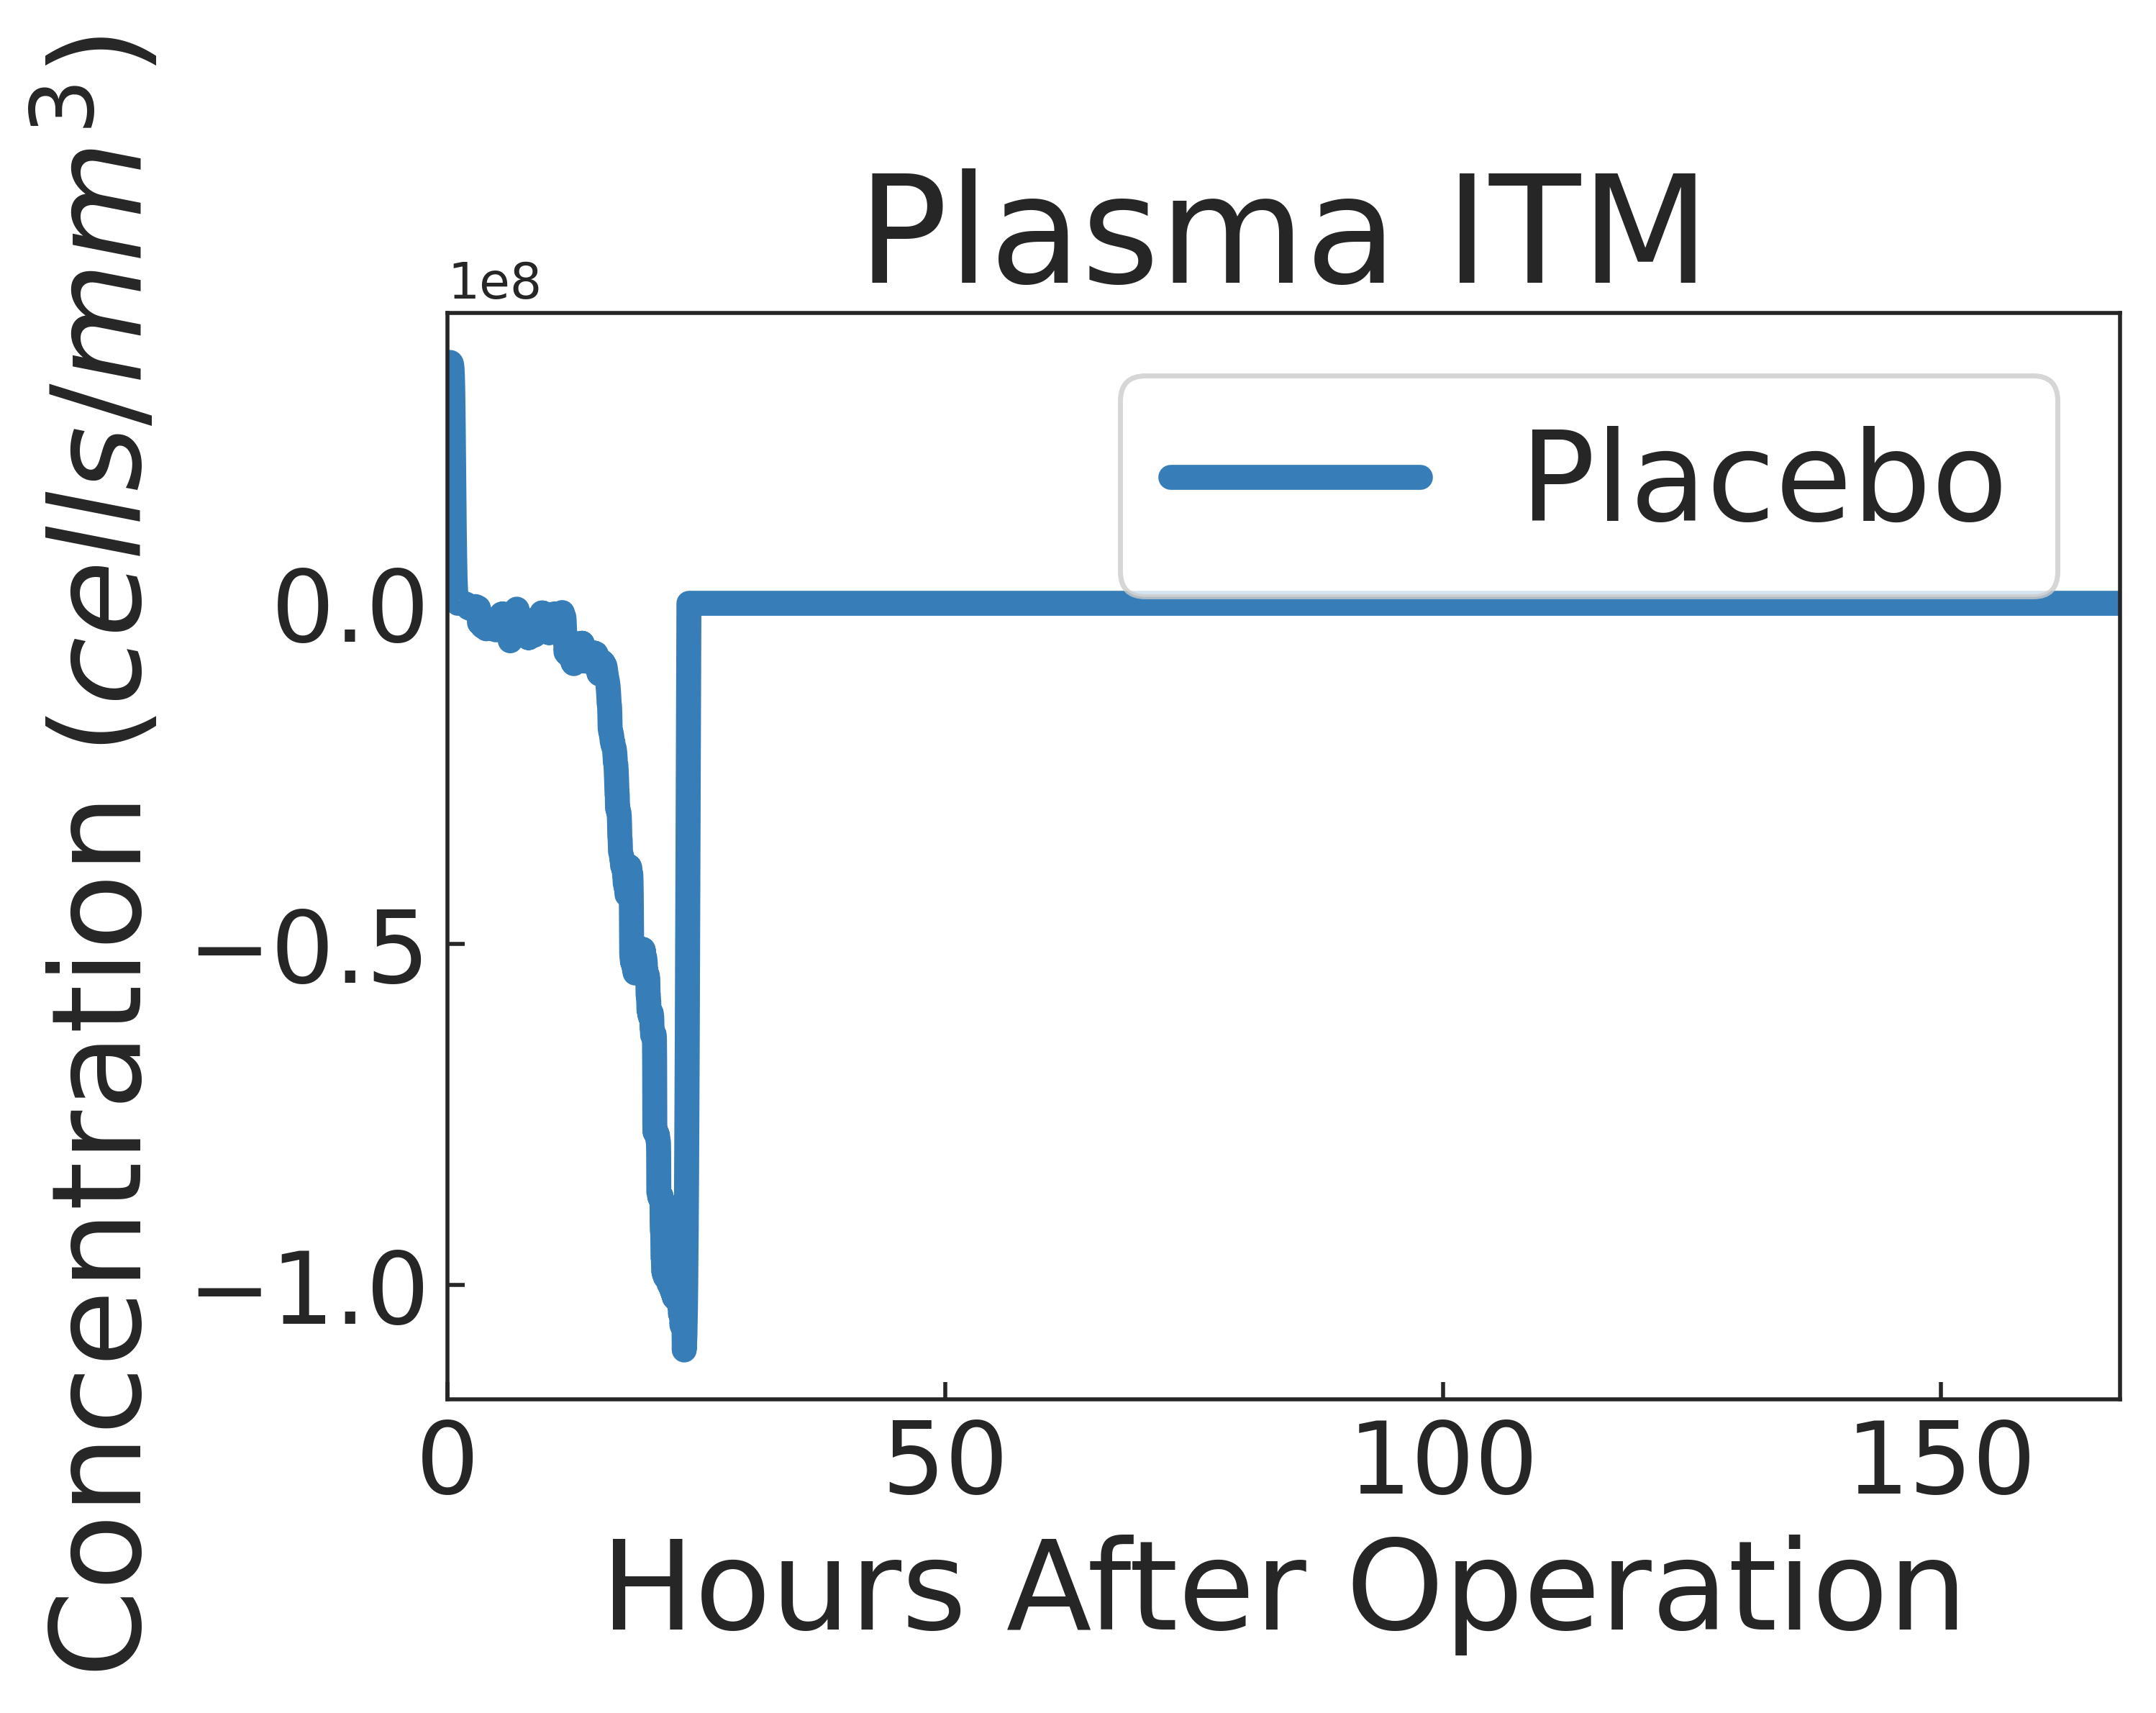 Plasma ITM
1e8
Concentration (cells/mm³)
Placebo
0.0
−0.5
−1.0
0 50 100 150
Hours After Operation